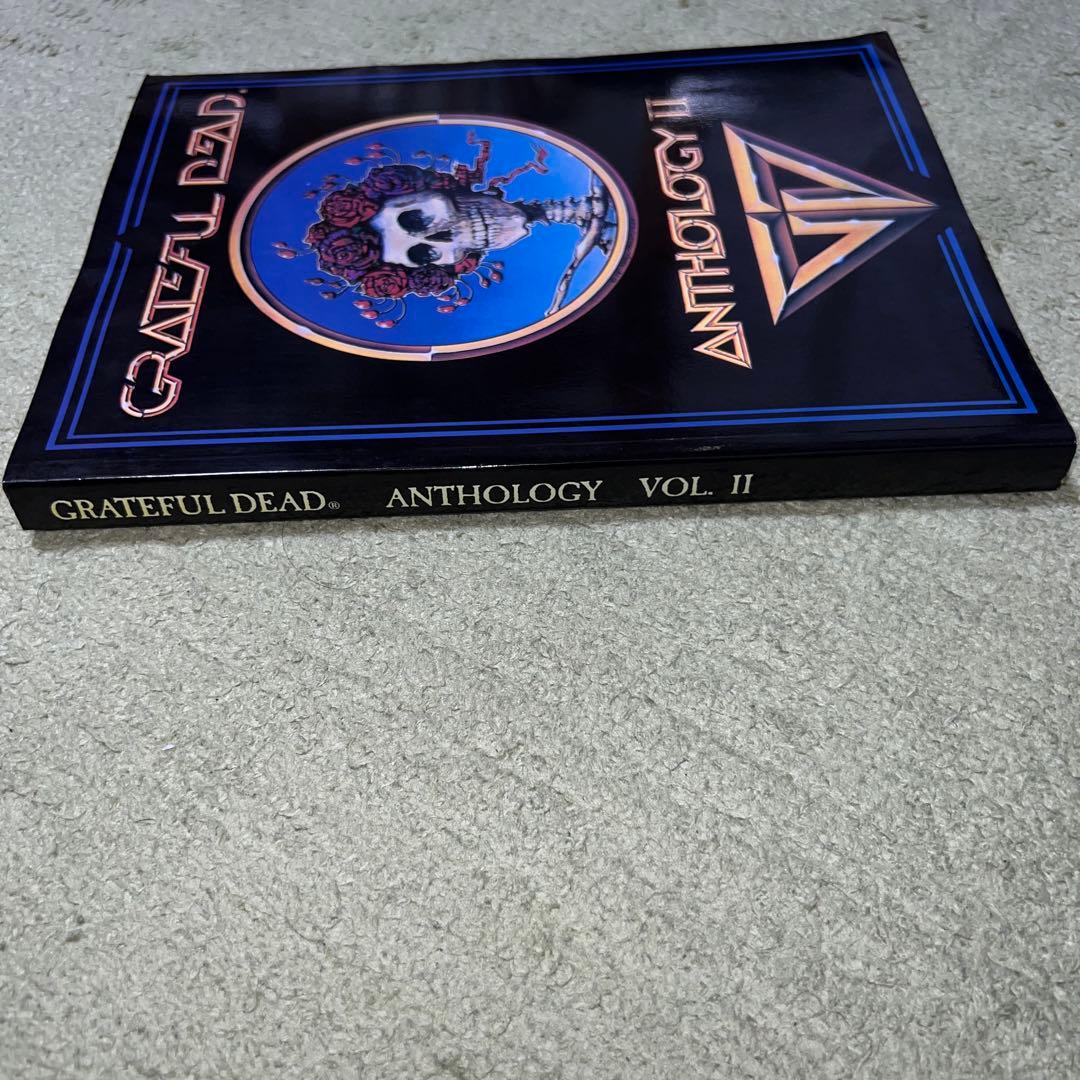 GRATEFUL DEAD.
ANTHOLOGY II
GRATEFUL DEAD® ANTHOLOGY VOL. II